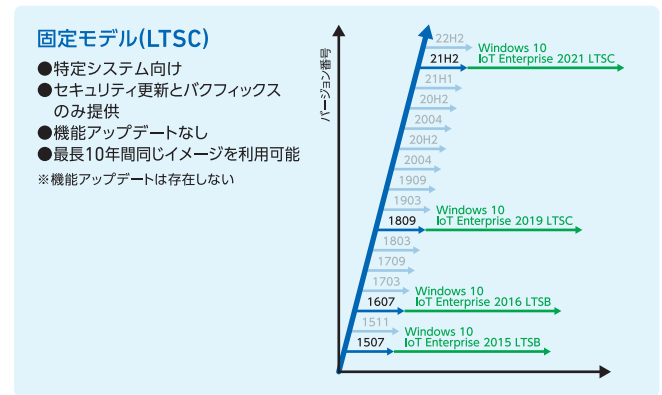 固定モデル(LTSC)
●特定システム向け
●セキュリティ更新とバクフィックス
のみ提供
●機能アップデートなし
●最長10年間同じイメージを利用可能
※機能アップデートは存在しない
バージョン番号
22H2
21H2
Windows 10
IoT Enterprise 2021 LTSC
21H1
20H2
2004
20H2
2004
1909
1903
1809
Windows 10
IoT Enterprise 2019 LTSC
1803
1709
1703
1607
Windows 10
IoT Enterprise 2016 LTSB
1511
1507
Windows 10
IoT Enterprise 2015 LTSB